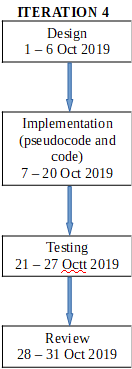 ITERATION 4
Design
1 – 6 Oct 2019
Implementation
(pseudocode and
code)
7 – 20 Oct 2019
Testing
21 – 27 Octt 2019
Review
28 – 31 Oct 2019